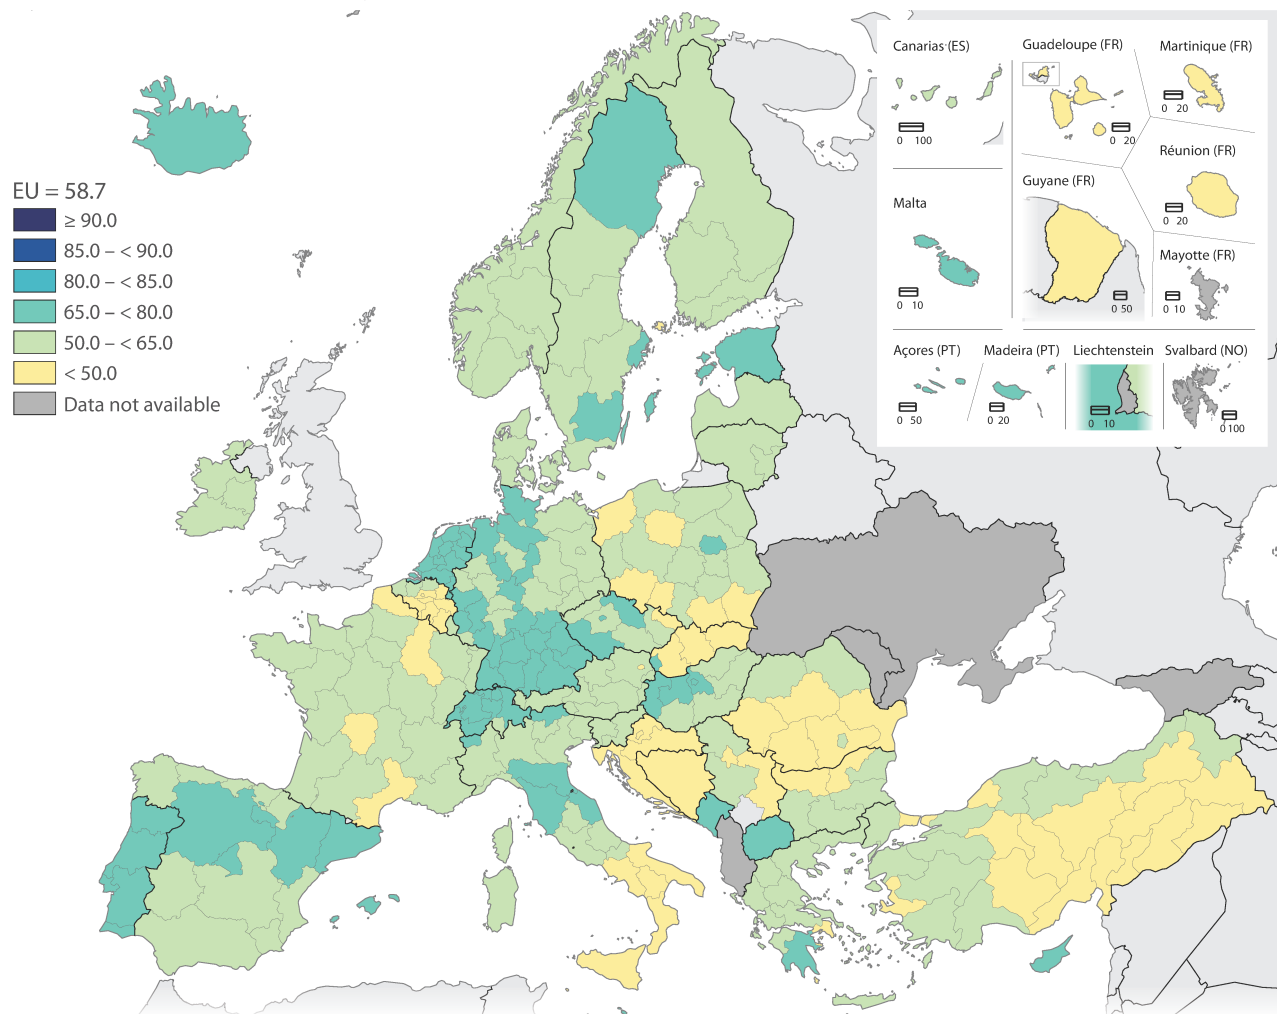 EU = 58.7
≥ 90.0
85.0 – < 90.0
80.0 – < 85.0
65.0 – < 80.0
50.0 – < 65.0
< 50.0
Data not available
Canarias (ES)
0 100
Guadeloupe (FR)
0 20
Martinique (FR)
0 20
Réunion (FR)
0 20
Guyane (FR)
0 50
Malta
0 10
Mayotte (FR)
0 10
Açores (PT)
0 50
Madeira (PT)
0 20
Liechtenstein
0 10
Svalbard (NO)
0 100